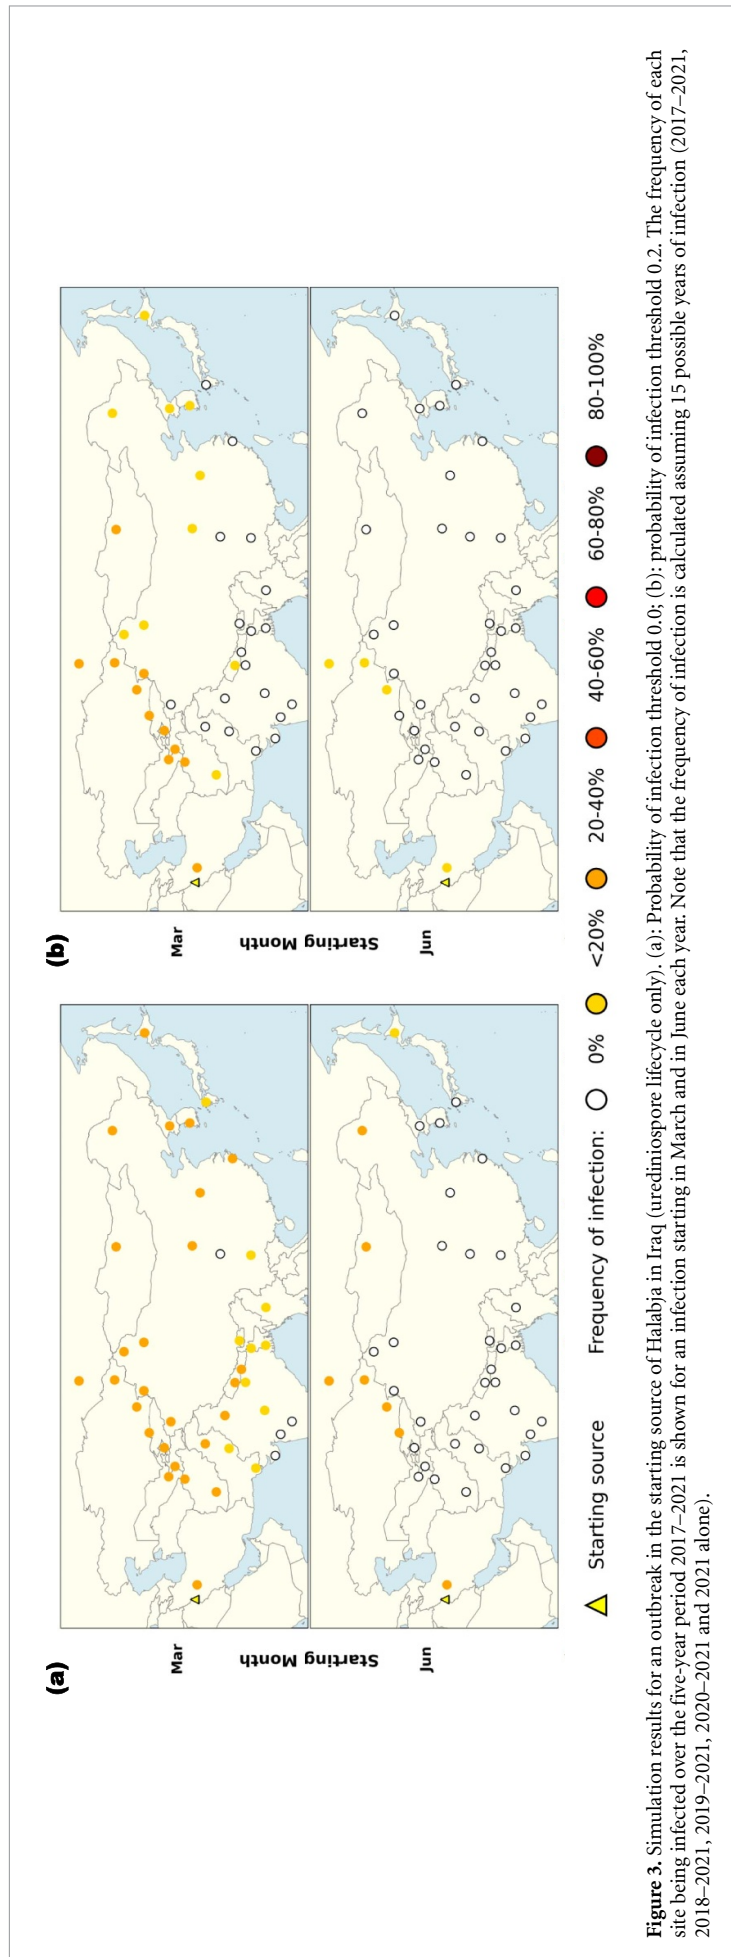 (a)
(b)
Mar
Jun
Starting Month
Mar
Jun
Starting Month
Starting source
Frequency of infection:
0%
<20%
20-40%
40-60%
60-80%
80-100%
Figure 3. Simulation results for an outbreak in the starting source of Halabja in Iraq (urediniospore lifecycle only). (a): Probability of infection threshold 0.0; (b): probability of infection threshold 0.2. The frequency of each
site being infected over the five-year period 2017–2021 is shown for an infection starting in March and in June each year. Note that the frequency of infection is calculated assuming 15 possible years of infection (2017–2021,
2018–2021, 2019–2021, 2020–2021 and 2021 alone).